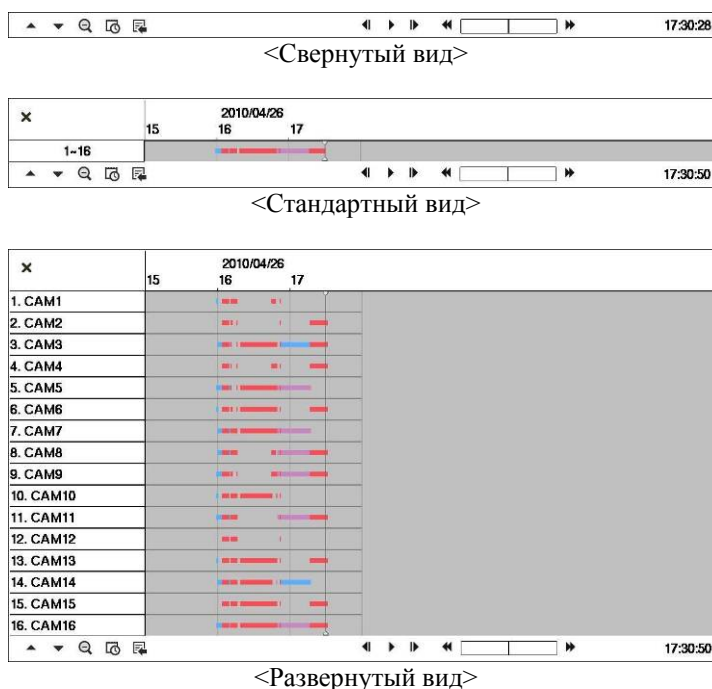 17:30:28
<Свернутый вид>
2010/04/26
15 16 17
1~16
17:30:50
<Стандартный вид>
2010/04/26
15 16 17
1. CAM1
2. CAM2
3. CAM3
4. CAM4
5. CAM5
6. CAM6
7. CAM7
8. CAM8
9. CAM9
10. CAM10
11. CAM11
12. CAM12
13. CAM13
14. CAM14
15. CAM15
16. CAM16
17:30:50
<Развернутый вид>